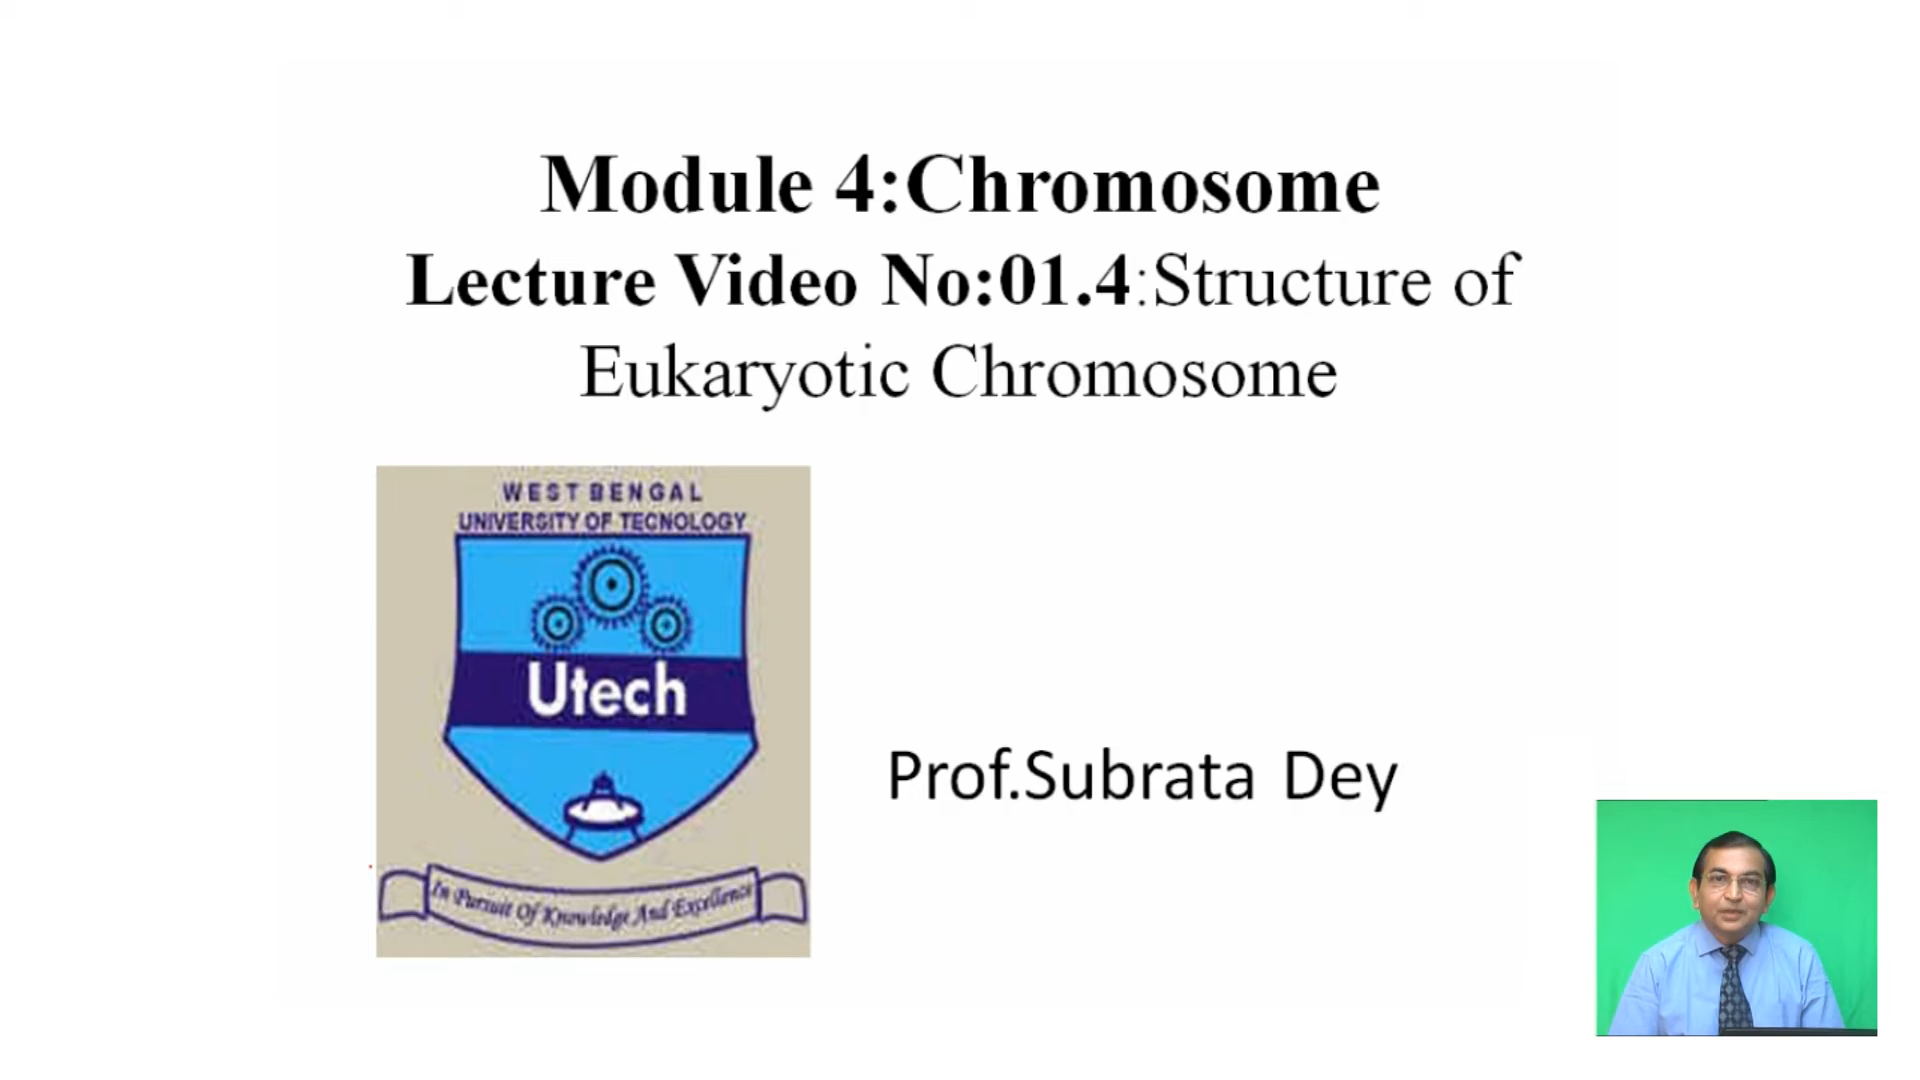 Module 4:Chromosome
Lecture Video No:01.4:Structure of
Eukaryotic Chromosome
WEST BENGAL
UNIVERSITY OF TECNOLOGY
Utech
In Pursuit Of Knowledge And Excellence
Prof.Subrata Dey